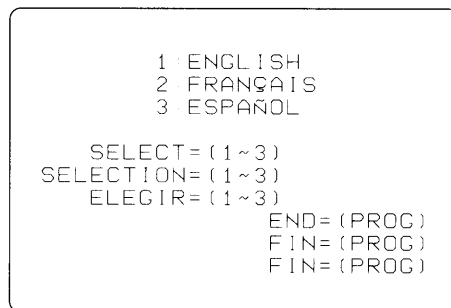 1 ENGLISH
2 FRANÇAIS
3 ESPAÑOL
SELECT=(1~3)
SELECTION=(1~3)
ELEGIR=(1~3)
END=(PROG)
FIN=(PROG)
FIN=(PROG)